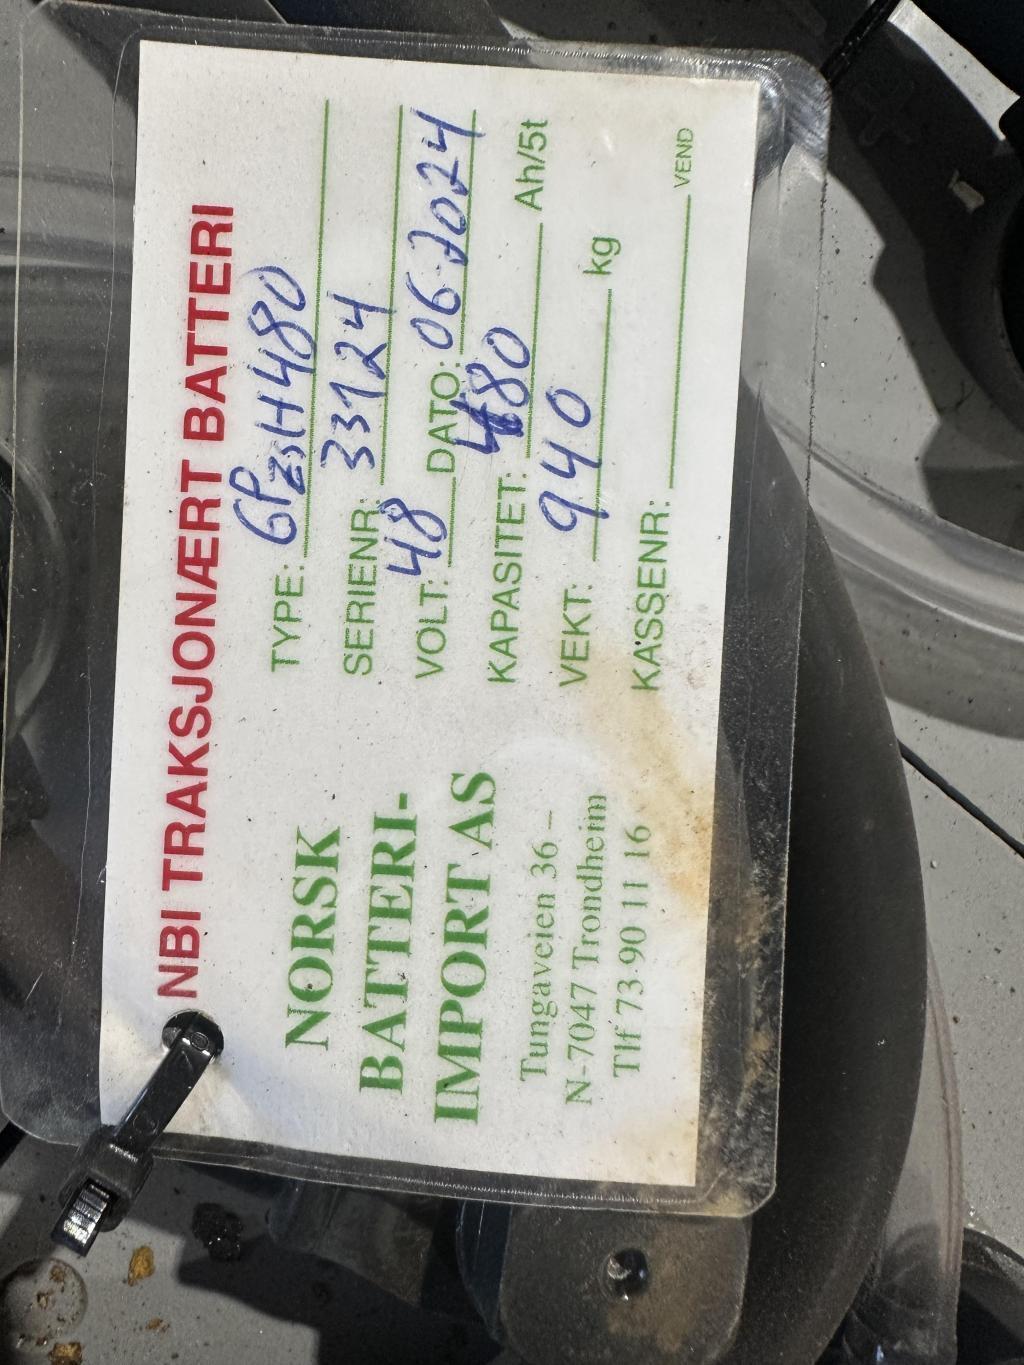 NBI TRAKSJONÆRT BATTERI
NORSK
BATTERI-
IMPORT AS
Tungaveien 36 –
N-7047 Trondheim
Tlf 73 90 11 16
TYPE: 6PzsH480
SERIENR: 33124
VOLT: 48 DATO: 06-2024
KAPASITET: 480 Ah/5t
VEKT: 940 kg
KASSENR: VEND